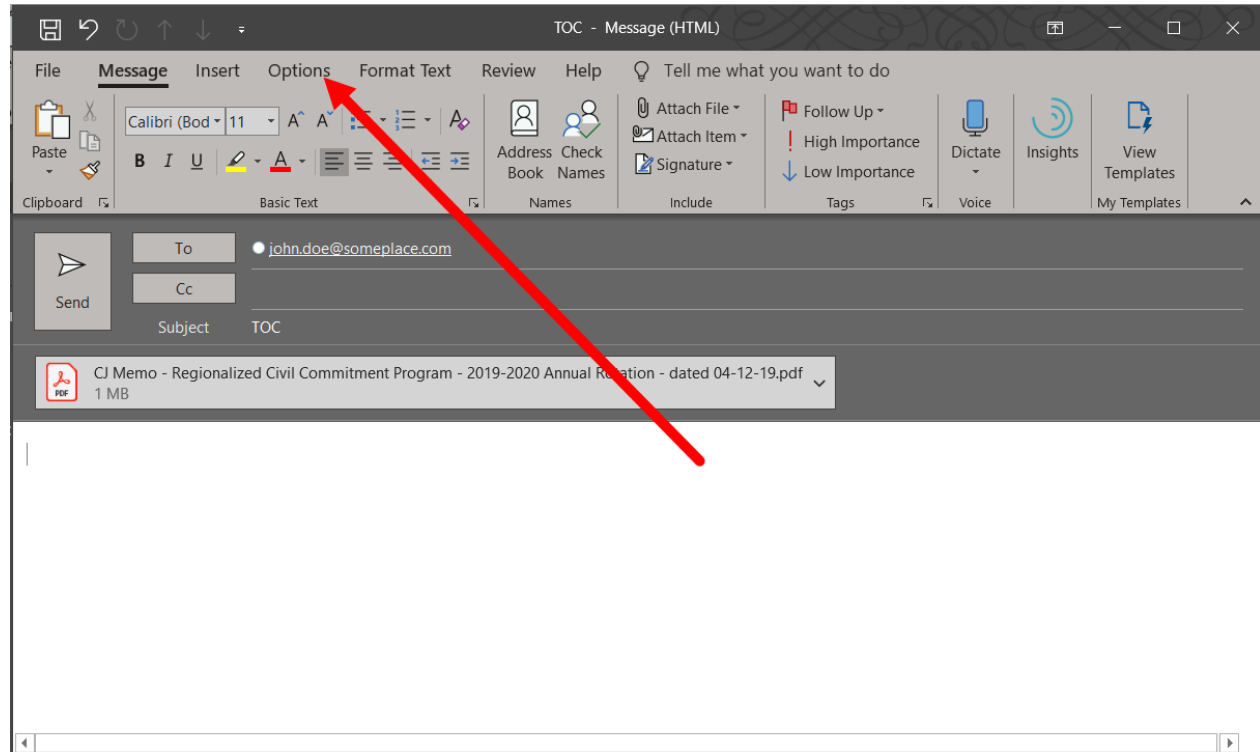 TOC - Message (HTML)
File Message Insert Options Format Text Review Help Tell me what you want to do
Calibri (Bod 11 A A
Paste
B I U A
Address Book
Check Names
Attach File
Attach Item
Signature
Follow Up
High Importance
Low Importance
Dictate
Insights
View Templates
Clipboard Basic Text Names Include Tags Voice My Templates
Send
To john.doe@someplace.com
Cc
Subject TOC
PDF
CJ Memo - Regionalized Civil Commitment Program - 2019-2020 Annual Rotation - dated 04-12-19.pdf
1 MB